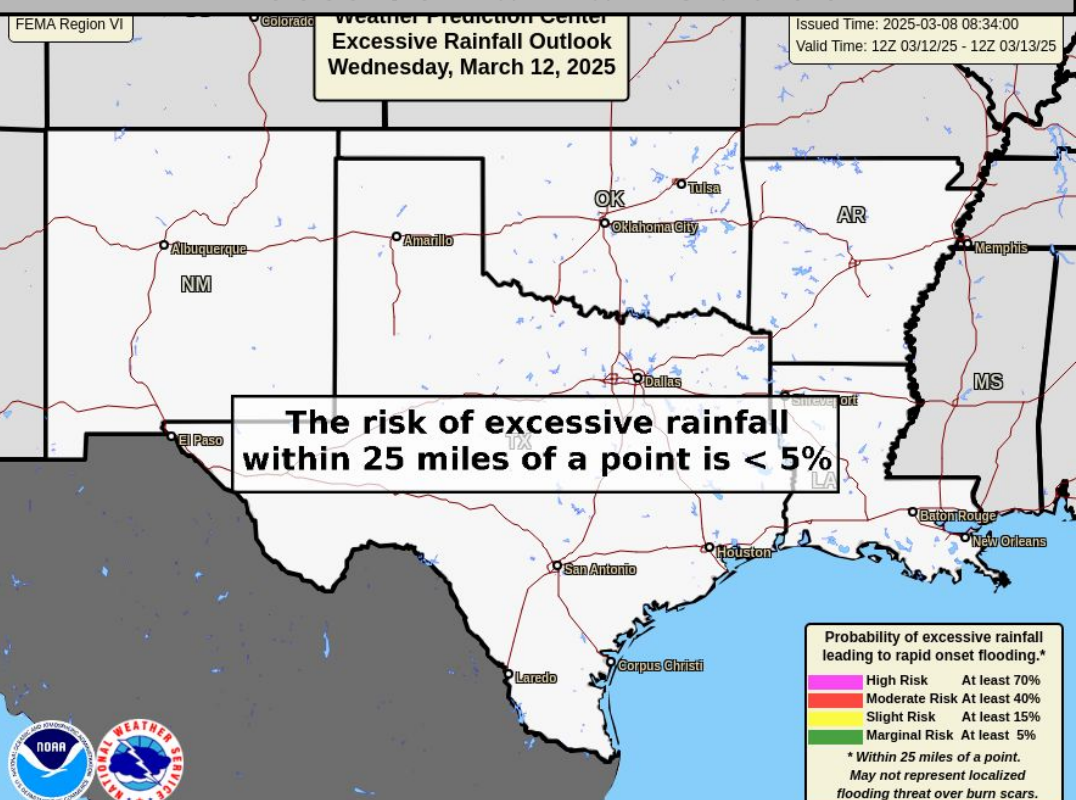 FEMA Region VI
Weather Prediction Center
Excessive Rainfall Outlook
Wednesday, March 12, 2025
Issued Time: 2025-03-08 08:34:00
Valid Time: 12Z 03/12/25 - 12Z 03/13/25
Colorado
Tulsa
OK
Oklahoma City
AR
Albuquerque
Amarillo
Memphis
NM
Dallas
MS
Shreveport
The risk of excessive rainfall
within 25 miles of a point is < 5%
El Paso
TX
LA
Baton Rouge
New Orleans
Houston
San Antonio
Corpus Christi
Laredo
Probability of excessive rainfall
leading to rapid onset flooding.*
High Risk At least 70%
Moderate Risk At least 40%
Slight Risk At least 15%
Marginal Risk At least 5%
* Within 25 miles of a point.
May not represent localized
flooding threat over burn scars.
NOAA
NATIONAL WEATHER SERVICE